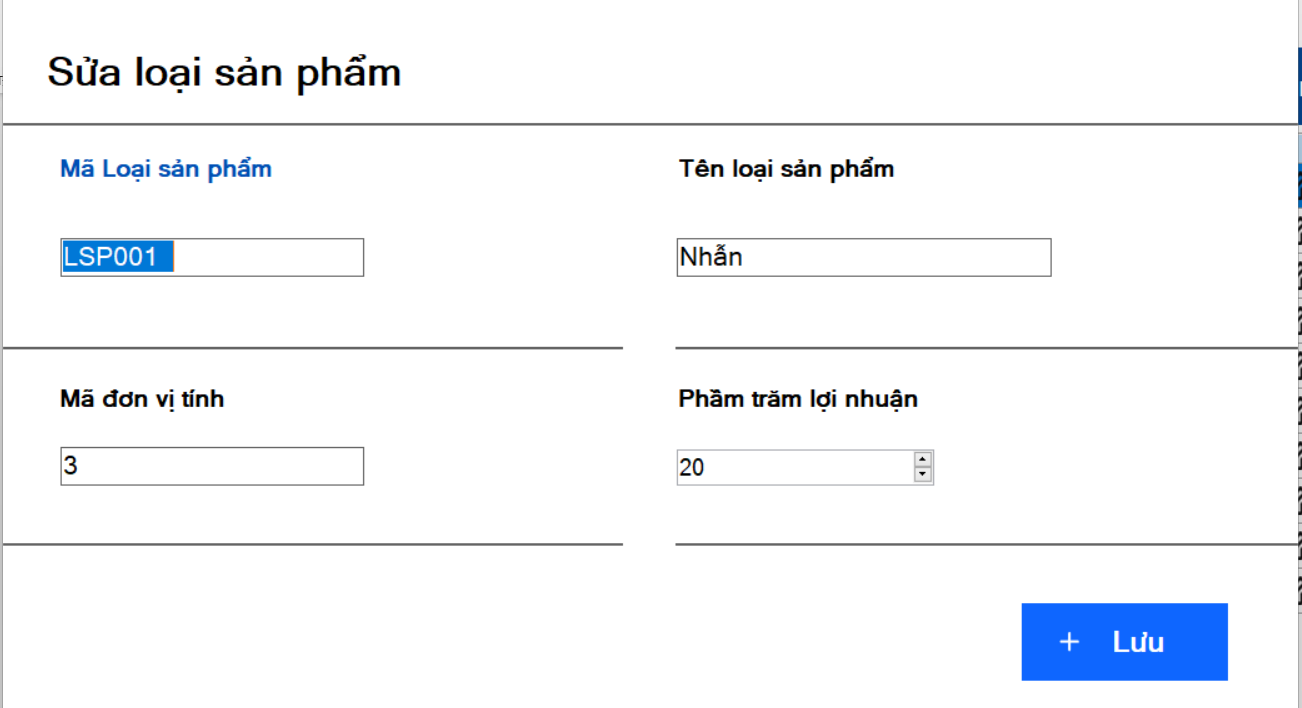 Sửa loại sản phẩm
Mã Loại sản phẩm
Tên loại sản phẩm
LSP001
Nhẫn
Mã đơn vị tính
Phầm trăm lợi nhuận
3
20
+ Lưu